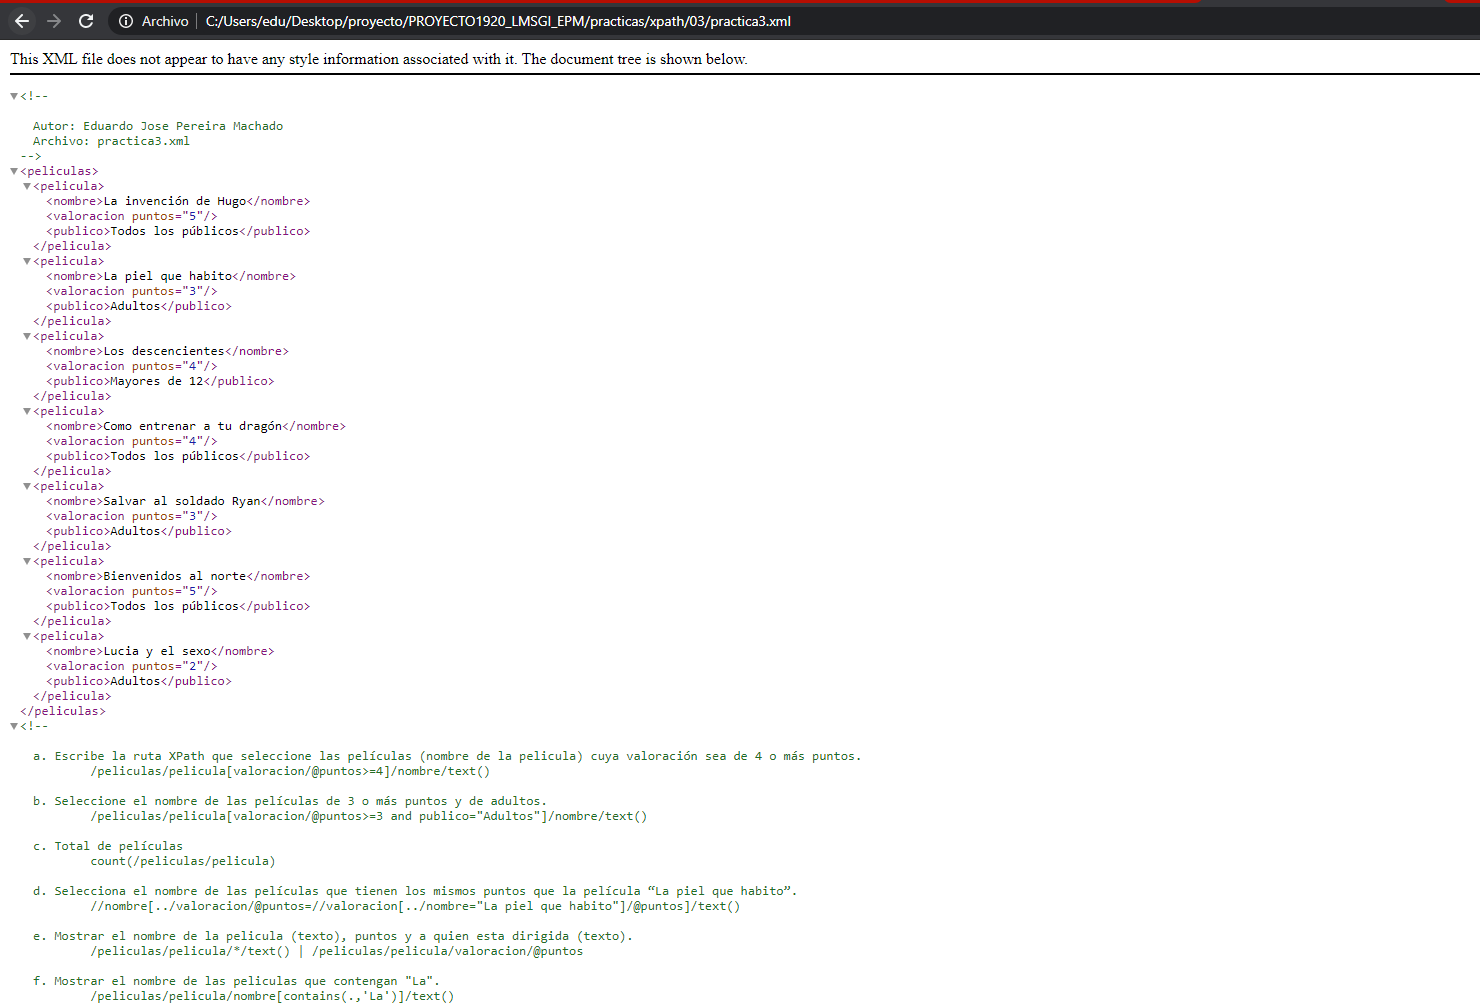 Archivo C:/Users/edu/Desktop/proyecto/PROYECTO1920_LMSGI_EPM/practicas/xpath/03/practica3.xml
This XML file does not appear to have any style information associated with it. The document tree is shown below.
<!--
Autor: Eduardo Jose Pereira Machado
Archivo: practica3.xml
-->
<peliculas>
<pelicula>
<nombre>La invención de Hugo</nombre>
<valoracion puntos="5"/>
<publico>Todos los públicos</publico>
</pelicula>
<pelicula>
<nombre>La piel que habito</nombre>
<valoracion puntos="3"/>
<publico>Adultos</publico>
</pelicula>
<pelicula>
<nombre>Los descencientes</nombre>
<valoracion puntos="4"/>
<publico>Mayores de 12</publico>
</pelicula>
<pelicula>
<nombre>Como entrenar a tu dragón</nombre>
<valoracion puntos="4"/>
<publico>Todos los públicos</publico>
</pelicula>
<pelicula>
<nombre>Salvar al soldado Ryan</nombre>
<valoracion puntos="3"/>
<publico>Adultos</publico>
</pelicula>
<pelicula>
<nombre>Bienvenidos al norte</nombre>
<valoracion puntos="5"/>
<publico>Todos los públicos</publico>
</pelicula>
<pelicula>
<nombre>Lucia y el sexo</nombre>
<valoracion puntos="2"/>
<publico>Adultos</publico>
</pelicula>
</peliculas>
<!--
a. Escribe la ruta XPath que seleccione las películas (nombre de la pelicula) cuya valoración sea de 4 o más puntos.
/peliculas/pelicula[valoracion/@puntos>=4]/nombre/text()
b. Seleccione el nombre de las películas de 3 o más puntos y de adultos.
/peliculas/pelicula[valoracion/@puntos>=3 and publico="Adultos"]/nombre/text()
c. Total de películas
count(/peliculas/pelicula)
d. Selecciona el nombre de las películas que tienen los mismos puntos que la película “La piel que habito”.
//nombre[../valoracion/@puntos=//valoracion[../nombre="La piel que habito"]/@puntos]/text()
e. Mostrar el nombre de la pelicula (texto), puntos y a quien esta dirigida (texto).
/peliculas/pelicula/*/text() | /peliculas/pelicula/valoracion/@puntos
f. Mostrar el nombre de las peliculas que contengan "La".
/peliculas/pelicula/nombre[contains(.,'La')]/text()